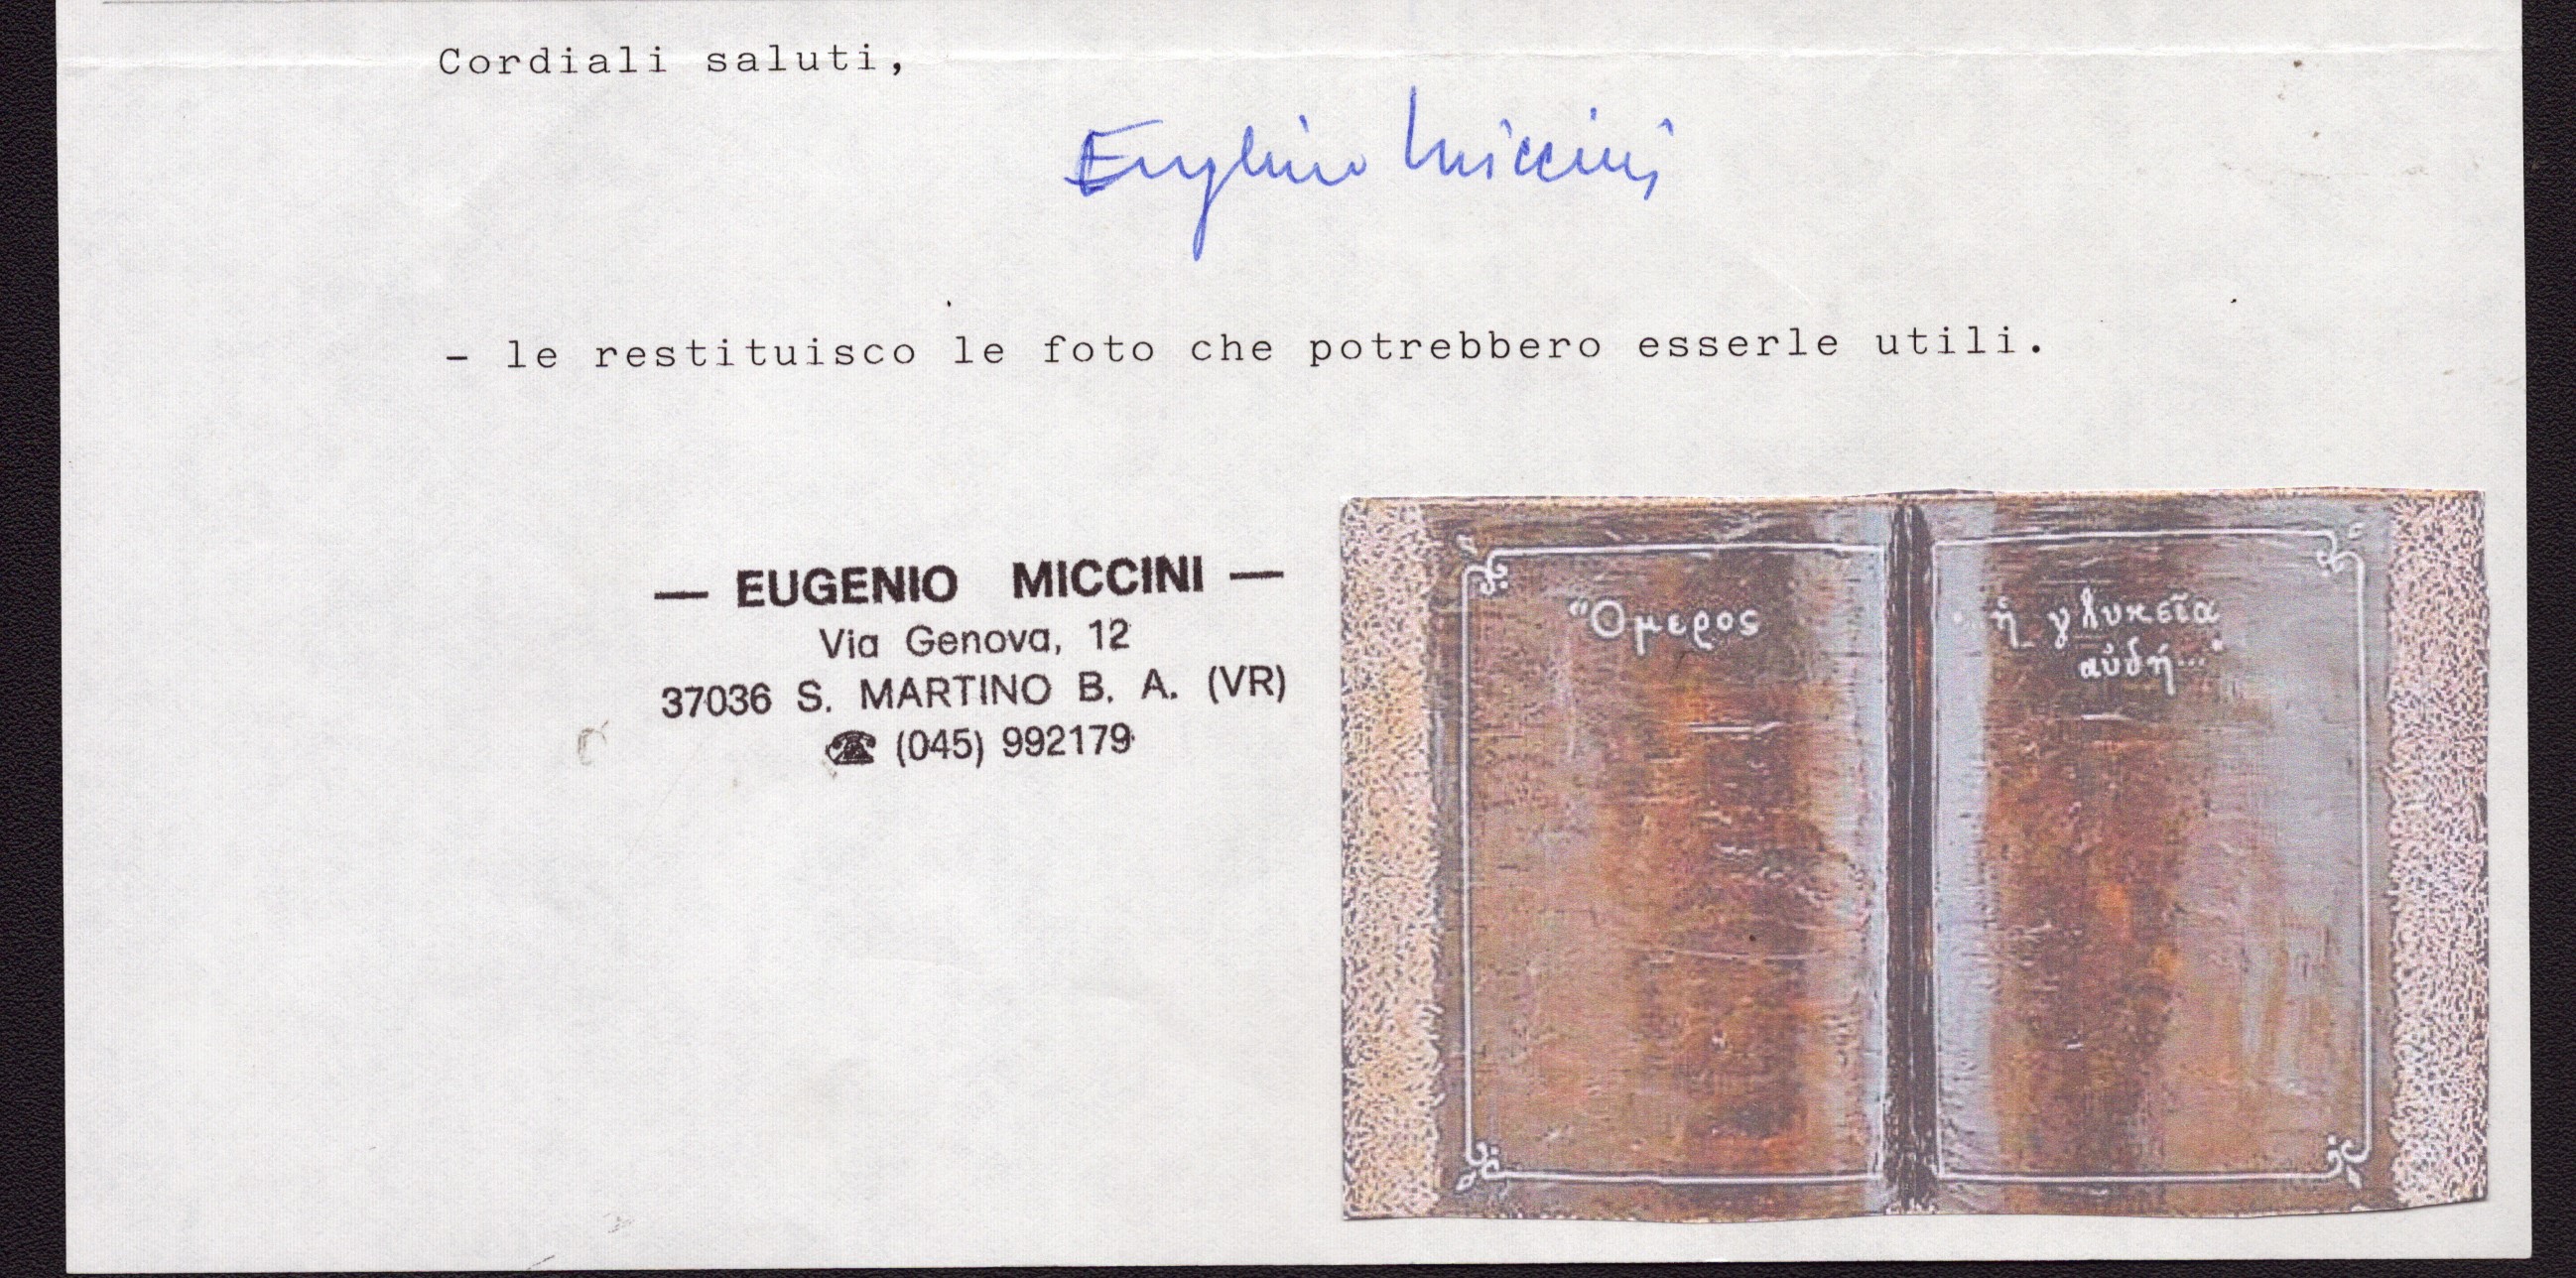 Cordiali saluti,
Eugenio Miccini
- le restituisco le foto che potrebbero esserle utili.
— EUGENIO MICCINI —
Via Genova, 12
37036 S. MARTINO B. A. (VR)
☎ (045) 992179
"Ομερος
..ἡ γλυκεῖα
αὐδή..."